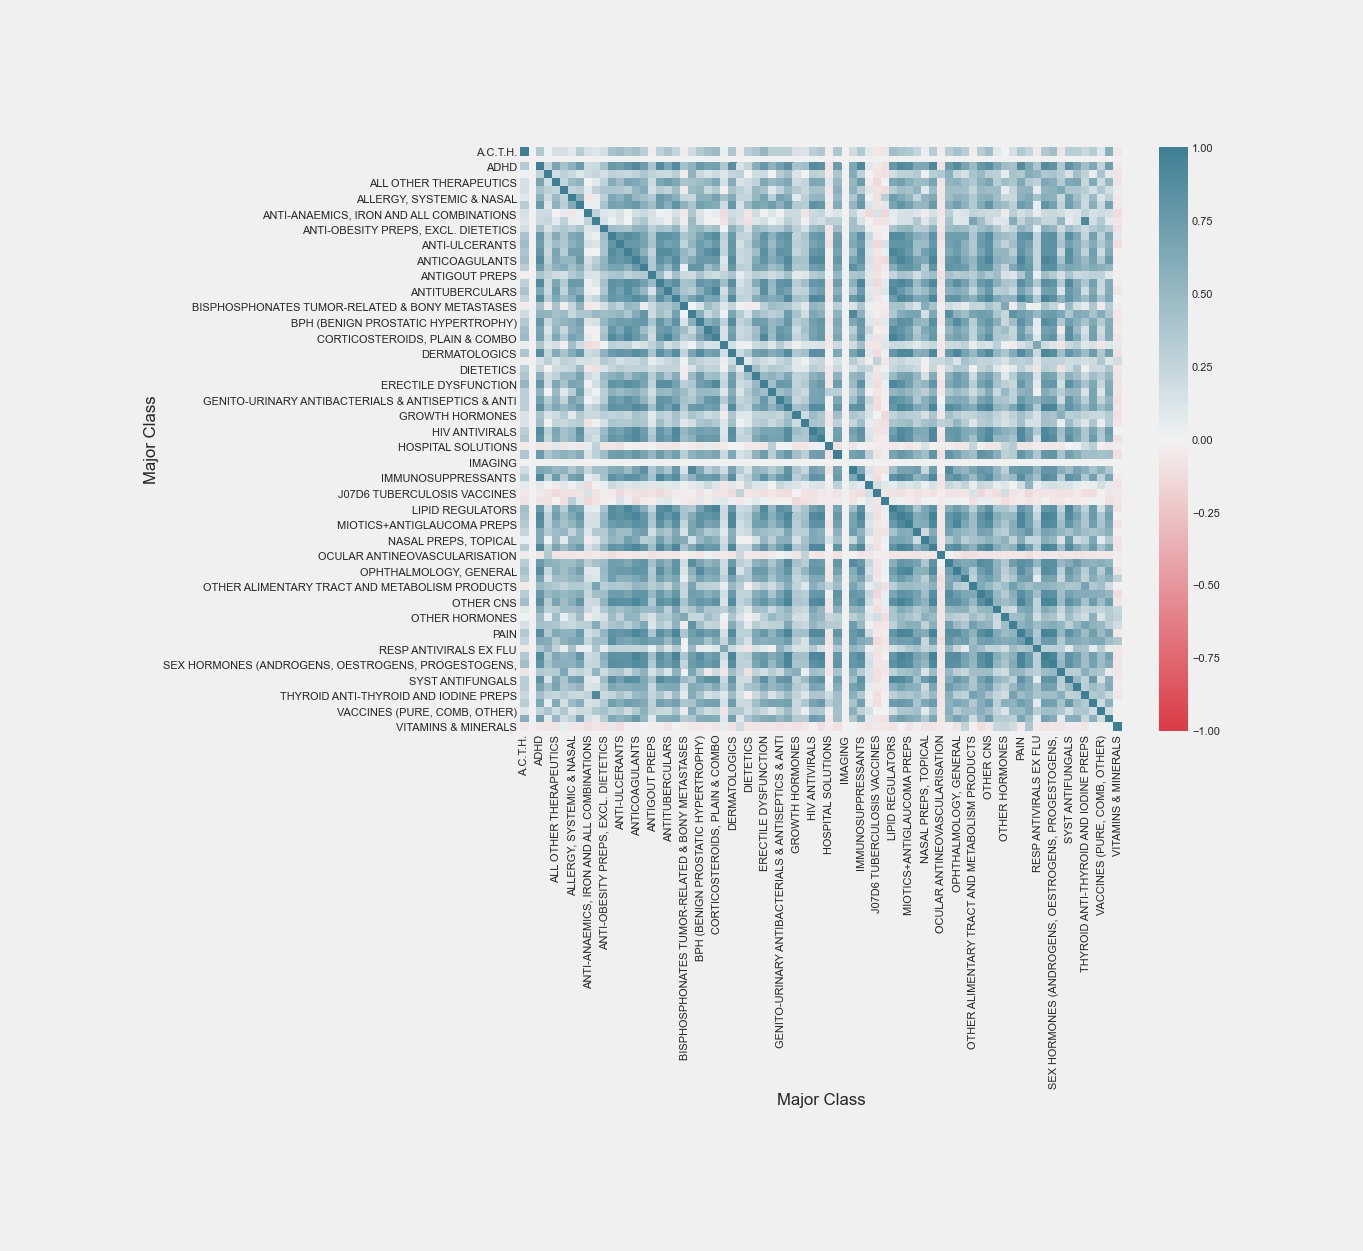 A.C.T.H.
ADHD
ALL OTHER THERAPEUTICS
ALLERGY, SYSTEMIC & NASAL
ANTI-ANAEMICS, IRON AND ALL COMBINATIONS
ANTI-OBESITY PREPS, EXCL. DIETETICS
ANTI-ULCERANTS
ANTICOAGULANTS
ANTIGOUT PREPS
ANTITUBERCULARS
BISPHOSPHONATES TUMOR-RELATED & BONY METASTASES
BPH (BENIGN PROSTATIC HYPERTROPHY)
CORTICOSTEROIDS, PLAIN & COMBO
DERMATOLOGICS
DIETETICS
ERECTILE DYSFUNCTION
GENITO-URINARY ANTIBACTERIALS & ANTISEPTICS & ANTI
GROWTH HORMONES
HIV ANTIVIRALS
HOSPITAL SOLUTIONS
IMAGING
IMMUNOSUPPRESSANTS
J07D6 TUBERCULOSIS VACCINES
LIPID REGULATORS
MIOTICS+ANTIGLAUCOMA PREPS
NASAL PREPS, TOPICAL
OCULAR ANTINEOVASCULARISATION
OPHTHALMOLOGY, GENERAL
OTHER ALIMENTARY TRACT AND METABOLISM PRODUCTS
OTHER CNS
OTHER HORMONES
PAIN
RESP ANTIVIRALS EX FLU
SEX HORMONES (ANDROGENS, OESTROGENS, PROGESTOGENS,
SYST ANTIFUNGALS
THYROID ANTI-THYROID AND IODINE PREPS
VACCINES (PURE, COMB, OTHER)
VITAMINS & MINERALS
Major Class
A.C.T.H.
ADHD
ALL OTHER THERAPEUTICS
ALLERGY, SYSTEMIC & NASAL
ANTI-ANAEMICS, IRON AND ALL COMBINATIONS
ANTI-OBESITY PREPS, EXCL. DIETETICS
ANTI-ULCERANTS
ANTICOAGULANTS
ANTIGOUT PREPS
ANTITUBERCULARS
BISPHOSPHONATES TUMOR-RELATED & BONY METASTASES
BPH (BENIGN PROSTATIC HYPERTROPHY)
CORTICOSTEROIDS, PLAIN & COMBO
DERMATOLOGICS
DIETETICS
ERECTILE DYSFUNCTION
GENITO-URINARY ANTIBACTERIALS & ANTISEPTICS & ANTI
GROWTH HORMONES
HIV ANTIVIRALS
HOSPITAL SOLUTIONS
IMAGING
IMMUNOSUPPRESSANTS
J07D6 TUBERCULOSIS VACCINES
LIPID REGULATORS
MIOTICS+ANTIGLAUCOMA PREPS
NASAL PREPS, TOPICAL
OCULAR ANTINEOVASCULARISATION
OPHTHALMOLOGY, GENERAL
OTHER ALIMENTARY TRACT AND METABOLISM PRODUCTS
OTHER CNS
OTHER HORMONES
PAIN
RESP ANTIVIRALS EX FLU
SEX HORMONES (ANDROGENS, OESTROGENS, PROGESTOGENS,
SYST ANTIFUNGALS
THYROID ANTI-THYROID AND IODINE PREPS
VACCINES (PURE, COMB, OTHER)
VITAMINS & MINERALS
Major Class
1.00
0.75
0.50
0.25
0.00
−0.25
−0.50
−0.75
−1.00